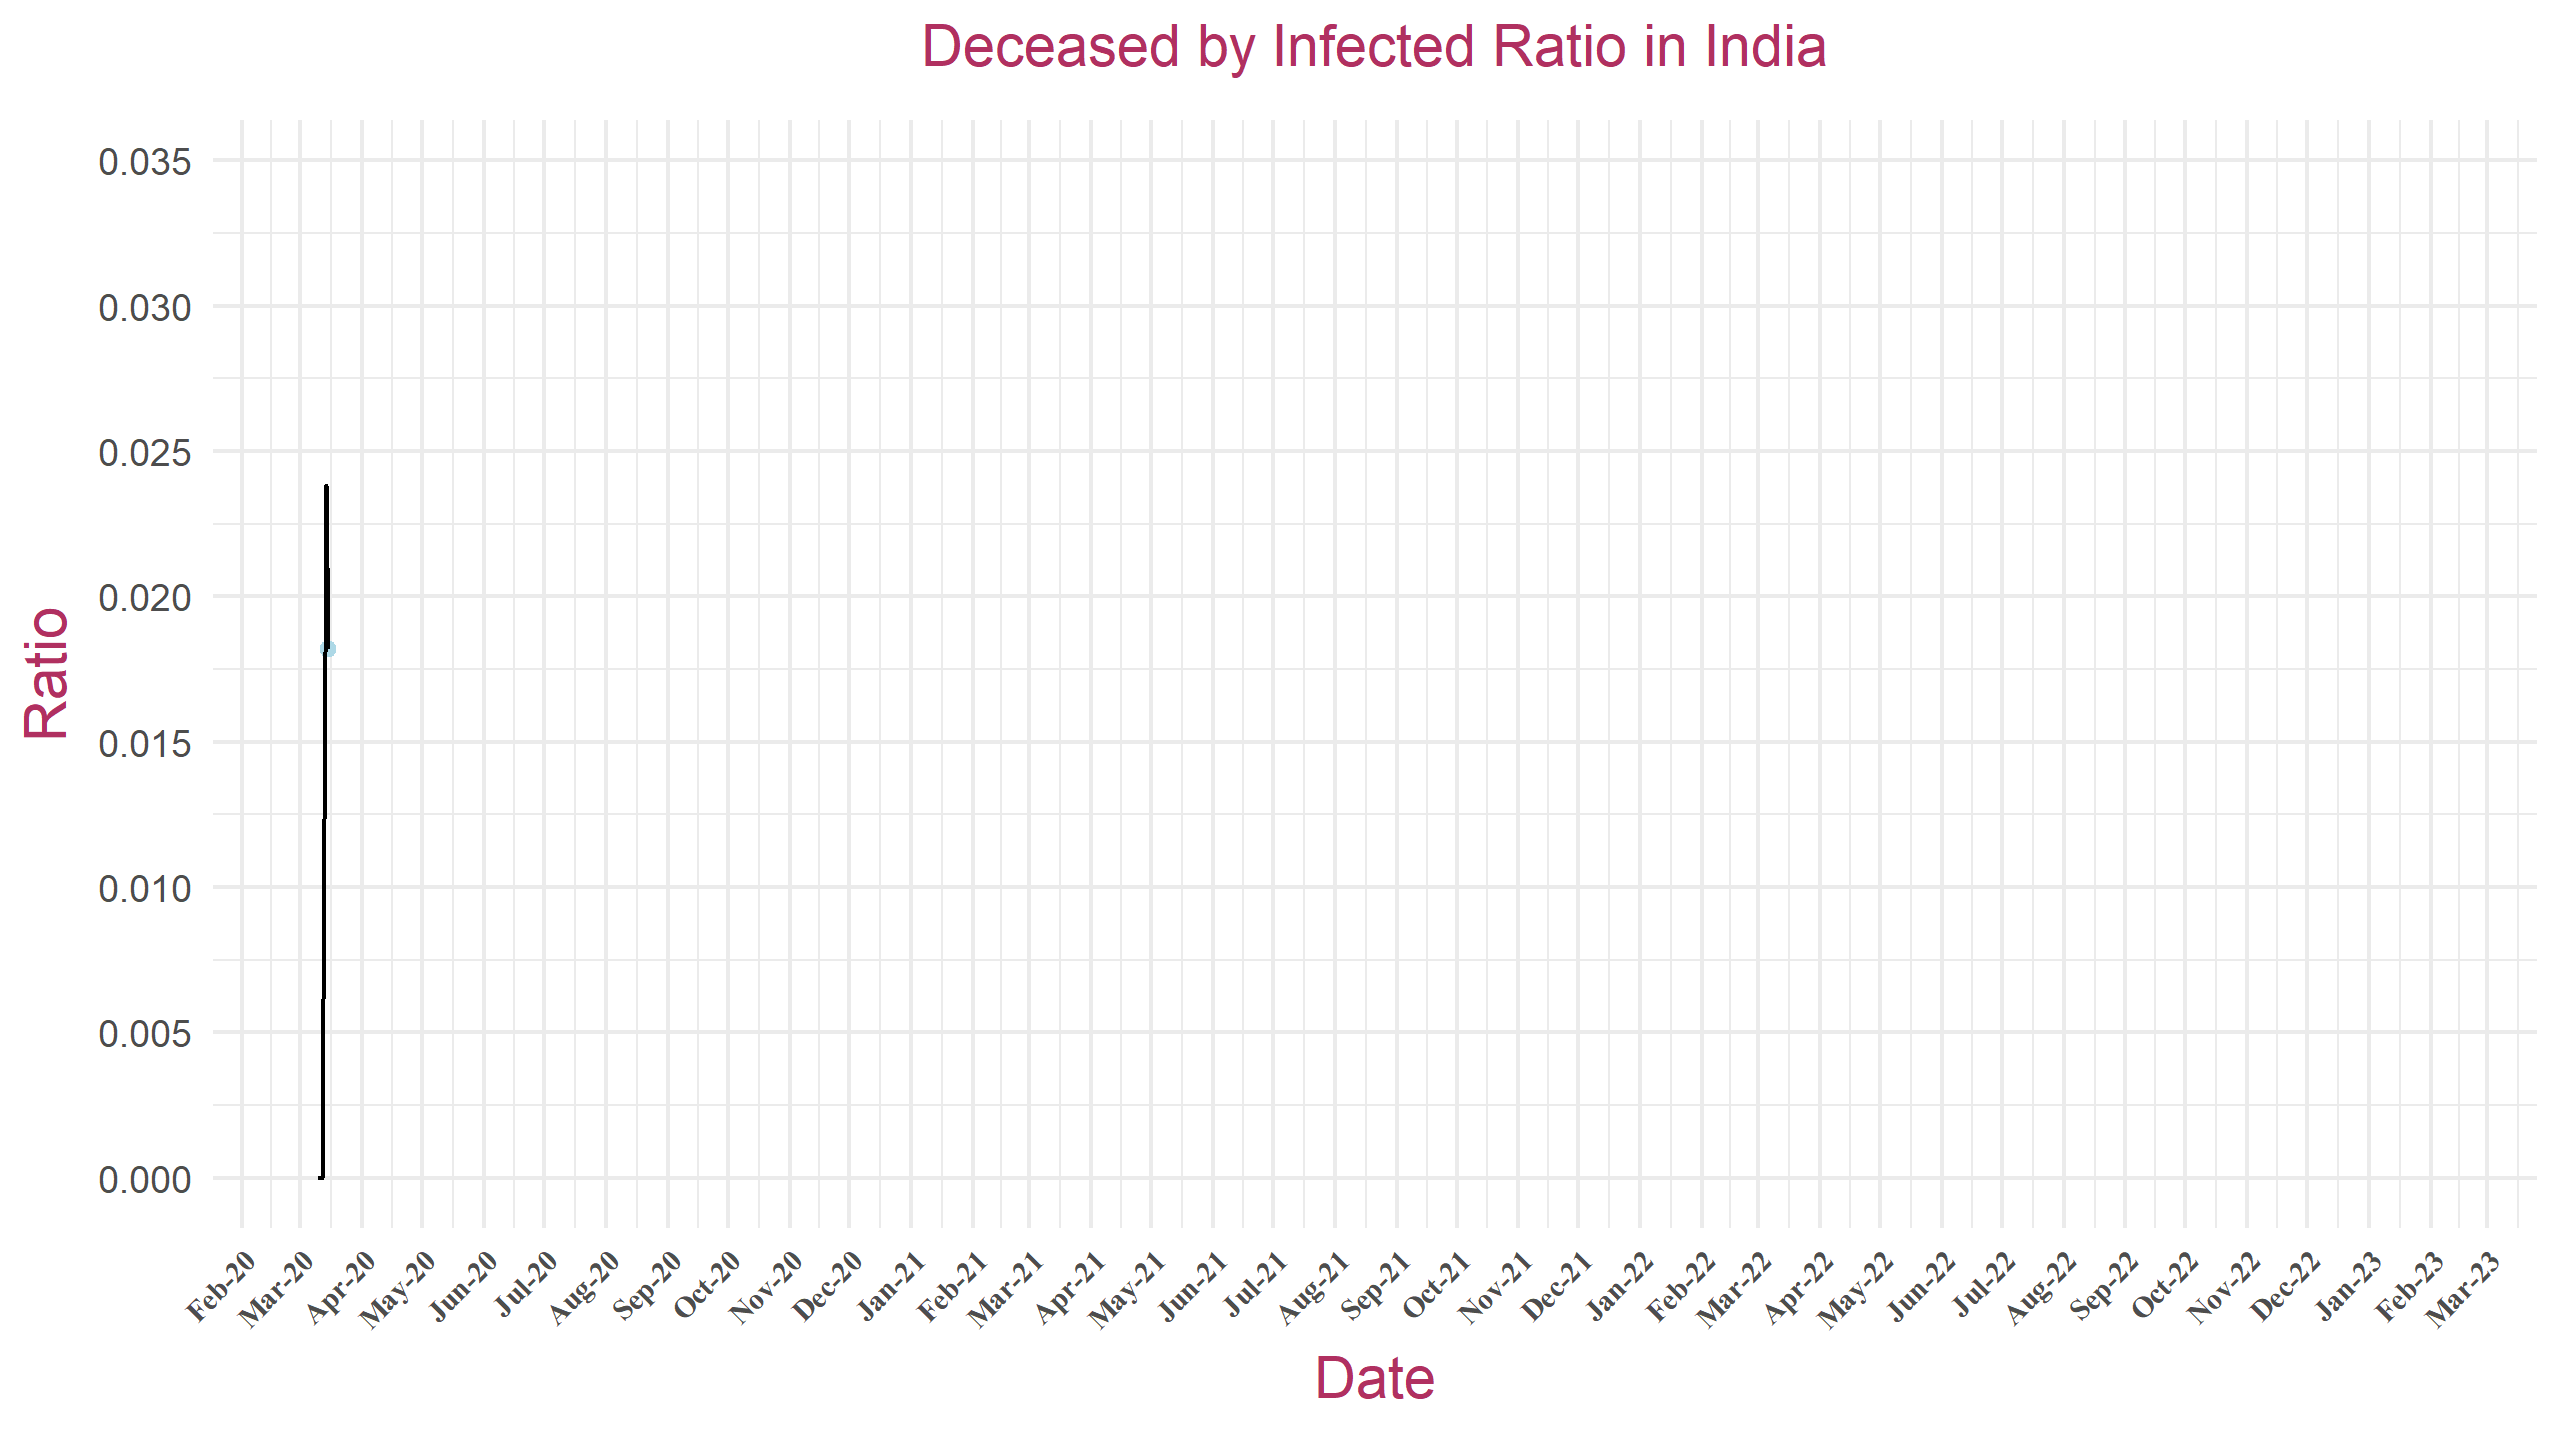 Deceased by Infected Ratio in India
0.035
0.030
0.025
0.020
0.015
0.010
0.005
0.000
Ratio
Feb-20 Mar-20 Apr-20 May-20 Jun-20 Jul-20 Aug-20 Sep-20 Oct-20 Nov-20 Dec-20 Jan-21 Feb-21 Mar-21 Apr-21 May-21 Jun-21 Jul-21 Aug-21 Sep-21 Oct-21 Nov-21 Dec-21 Jan-22 Feb-22 Mar-22 Apr-22 May-22 Jun-22 Jul-22 Aug-22 Sep-22 Oct-22 Nov-22 Dec-22 Jan-23 Feb-23 Mar-23
Date